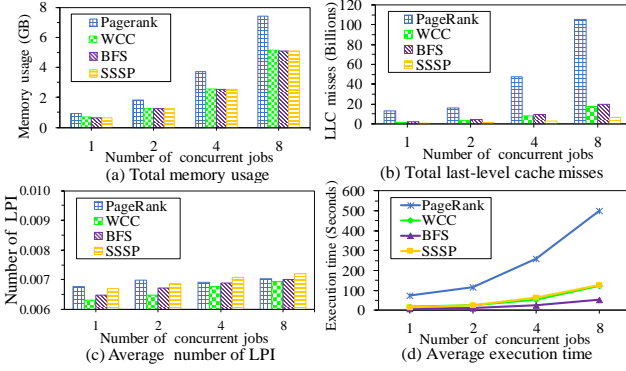 Memory usage (GB)
8
6
4
2
0
Pagerank
WCC
BFS
SSSP
1 2 4 8
Number of concurrent jobs
(a) Total memory usage
LLC misses (Billions)
120
100
80
60
40
20
0
PageRank
WCC
BFS
SSSP
1 2 4 8
Number of concurrent jobs
(b) Total last-level cache misses
Number of LPI
0.010
0.009
0.008
0.007
0.006
PageRank
WCC
BFS
SSSP
1 2 4 8
Number of concurrent jobs
(c) Average number of LPI
Execution time (Seconds)
600
500
400
300
200
100
0
PageRank
WCC
BFS
SSSP
1 2 4 8
Number of concurrent jobs
(d) Average execution time